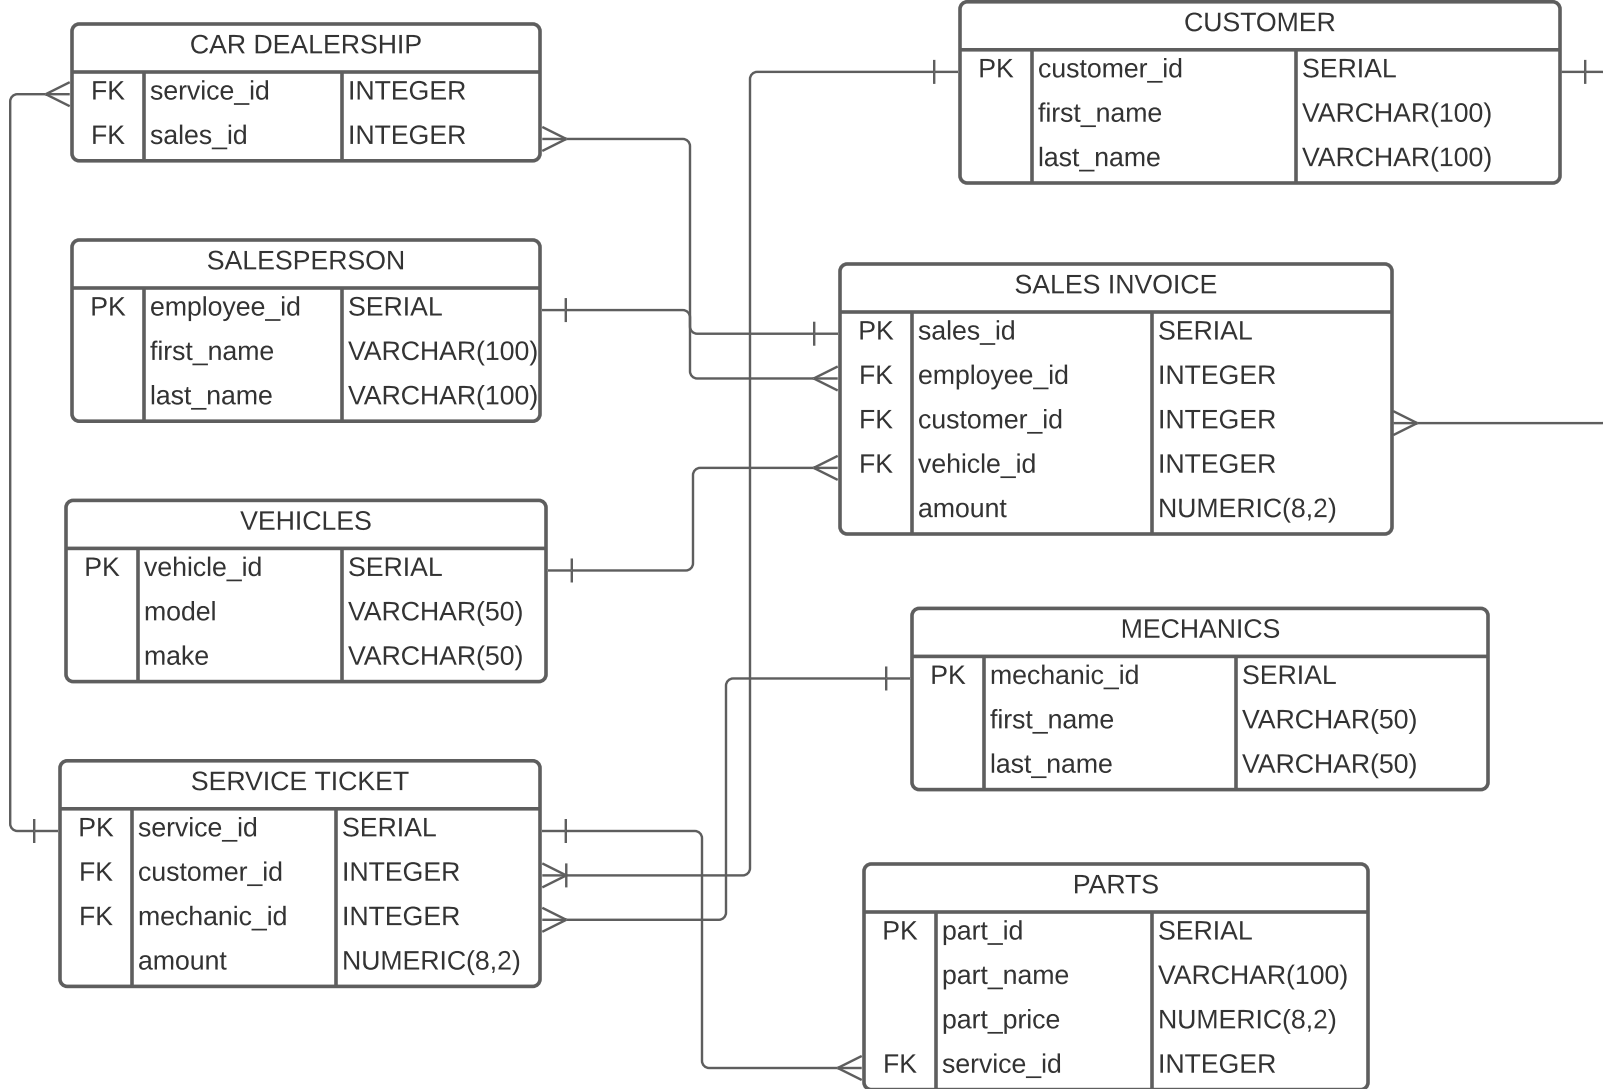 CAR DEALERSHIP
FK service_id INTEGER
FK sales_id INTEGER
CUSTOMER
PK customer_id SERIAL
first_name VARCHAR(100)
last_name VARCHAR(100)
SALESPERSON
PK employee_id SERIAL
first_name VARCHAR(100)
last_name VARCHAR(100)
SALES INVOICE
PK sales_id SERIAL
FK employee_id INTEGER
FK customer_id INTEGER
FK vehicle_id INTEGER
amount NUMERIC(8,2)
VEHICLES
PK vehicle_id SERIAL
model VARCHAR(50)
make VARCHAR(50)
MECHANICS
PK mechanic_id SERIAL
first_name VARCHAR(50)
last_name VARCHAR(50)
SERVICE TICKET
PK service_id SERIAL
FK customer_id INTEGER
FK mechanic_id INTEGER
amount NUMERIC(8,2)
PARTS
PK part_id SERIAL
part_name VARCHAR(100)
part_price NUMERIC(8,2)
FK service_id INTEGER